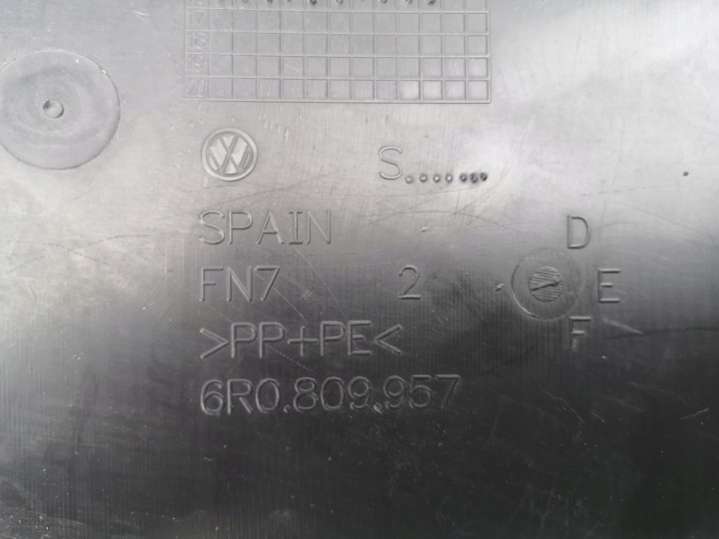 S.......
SPAIN
D
FN7 2 E
>PP+PE< F
6R0.809.957